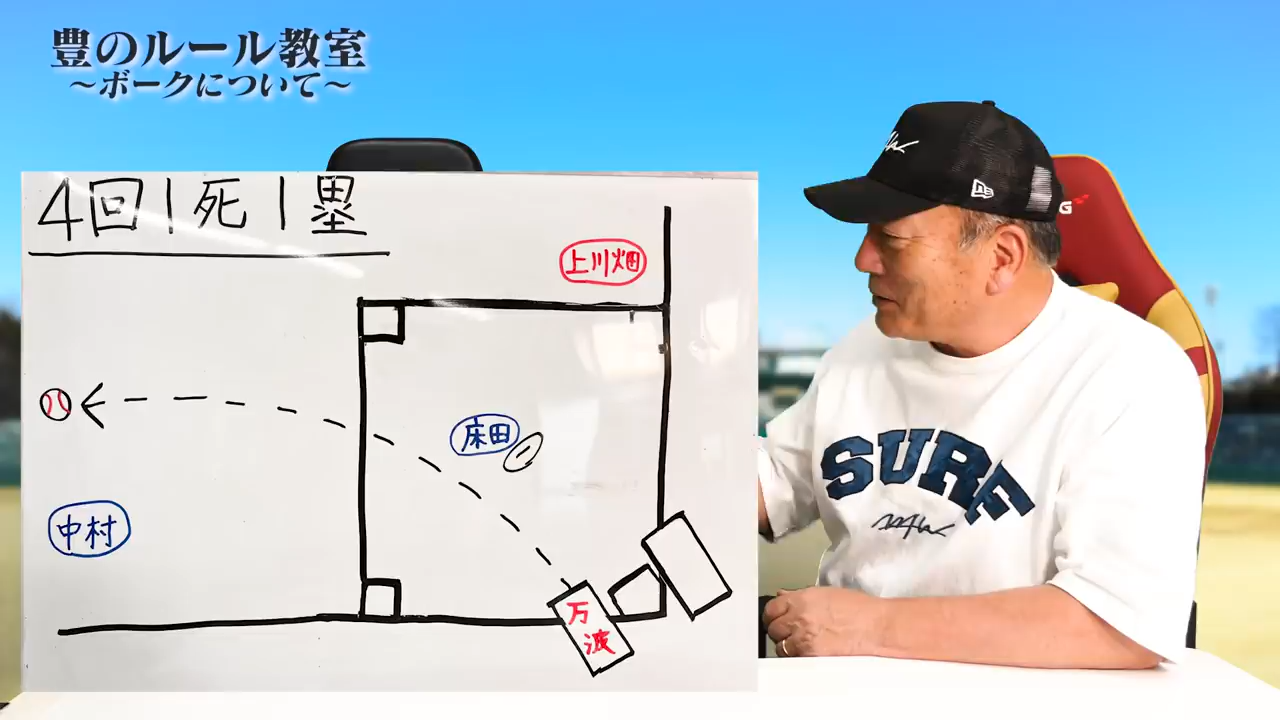 豊のルール教室
～ボークについて～
4回1死1塁
上川畑
床田
中村
万
波
SURF
G